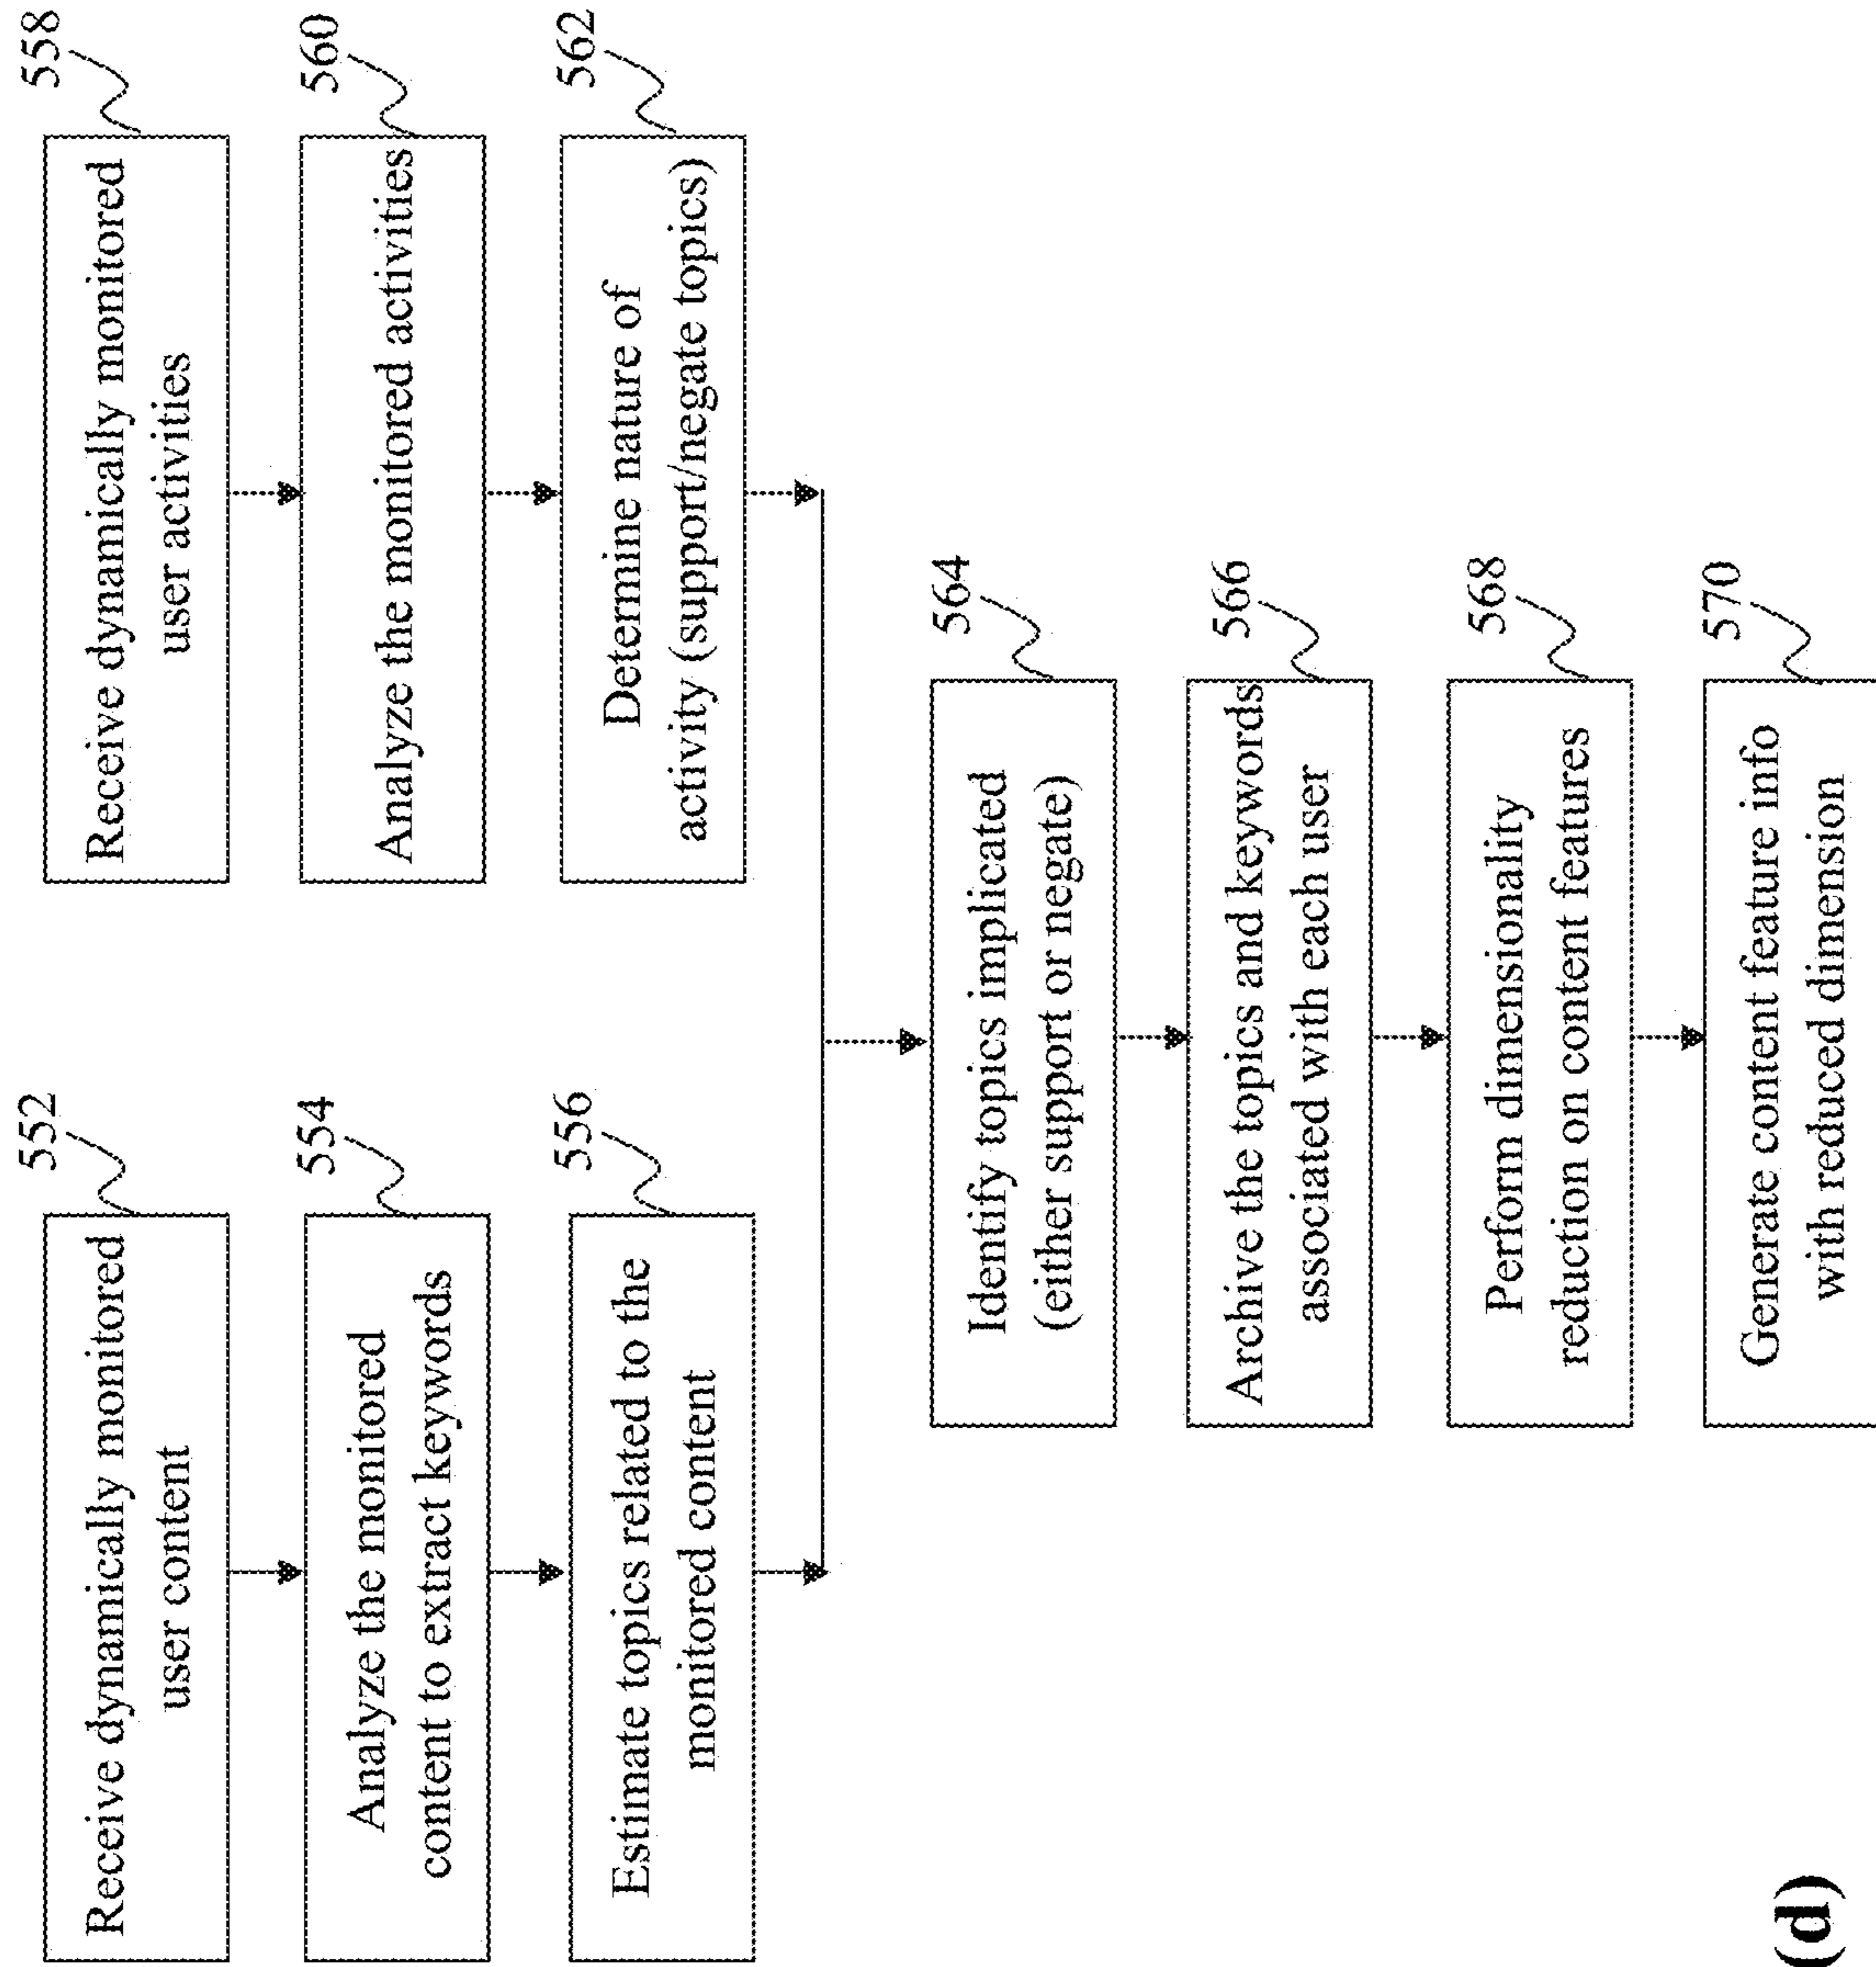 552
Receive dynamically monitored
user content
554
Analyze the monitored
content to extract keywords
556
Estimate topics related to the
monitored content
558
Receive dynamically monitored
user activities
560
Analyze the monitored activities
562
Determine nature of
activity (support/negate topics)
564
Identify topics implicated
(either support or negate)
566
Archive the topics and keywords
associated with each user
568
Perform dimensionality
reduction on content features
570
Generate content feature info
with reduced dimension
(d)